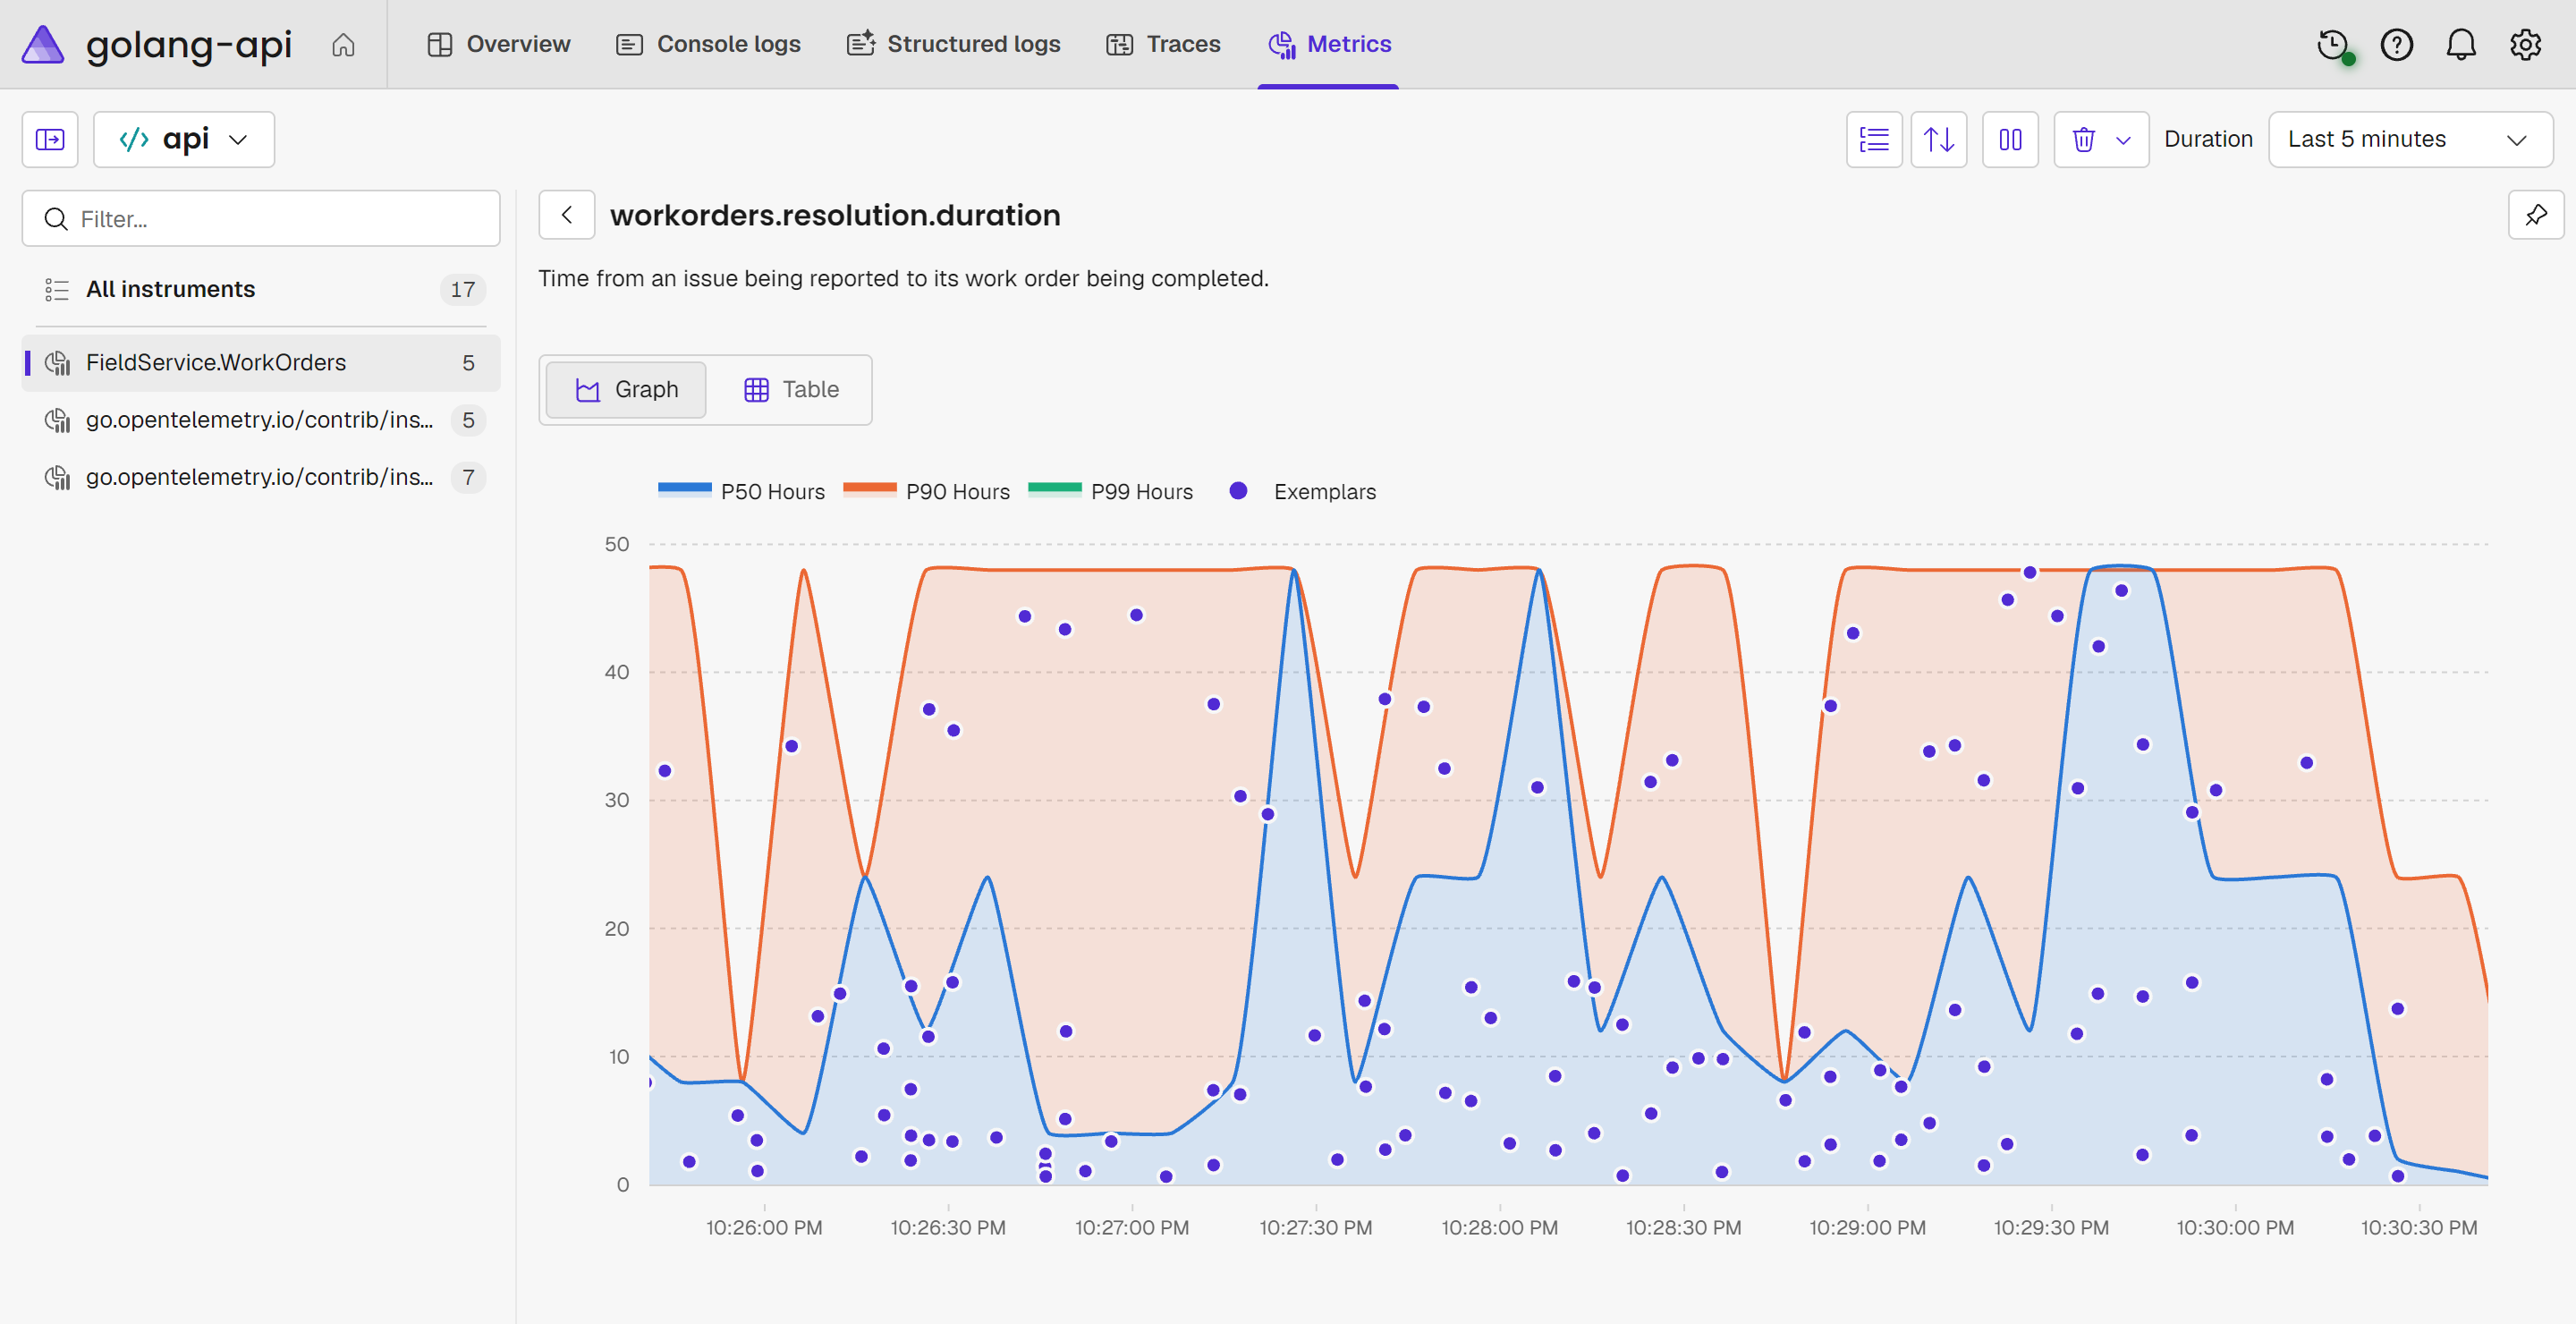 golang-api
Overview
Console logs
Structured logs
Traces
Metrics
api
Duration
Last 5 minutes
Filter...
All instruments 17
FieldService.WorkOrders 5
go.opentelemetry.io/contrib/ins... 5
go.opentelemetry.io/contrib/ins... 7
workorders.resolution.duration
Time from an issue being reported to its work order being completed.
Graph
Table
P50 Hours
P90 Hours
P99 Hours
Exemplars
50
40
30
20
10
0
10:26:00 PM
10:26:30 PM
10:27:00 PM
10:27:30 PM
10:28:00 PM
10:28:30 PM
10:29:00 PM
10:29:30 PM
10:30:00 PM
10:30:30 PM